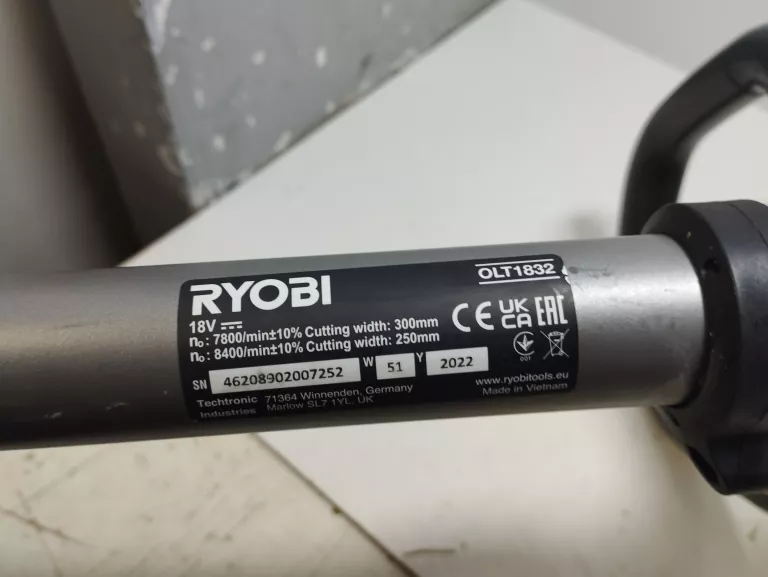 RYOBI
OLT1832
18V
n₀: 7800/min±10% Cutting width: 300mm
n₀: 8400/min±10% Cutting width: 250mm
CE UK CA EAC
SN 46208902007252 W 51 Y 2022
Techtronic Industries
71364 Winnenden, Germany
Marlow SL7 1YL, UK
www.ryobitools.eu
Made in Vietnam